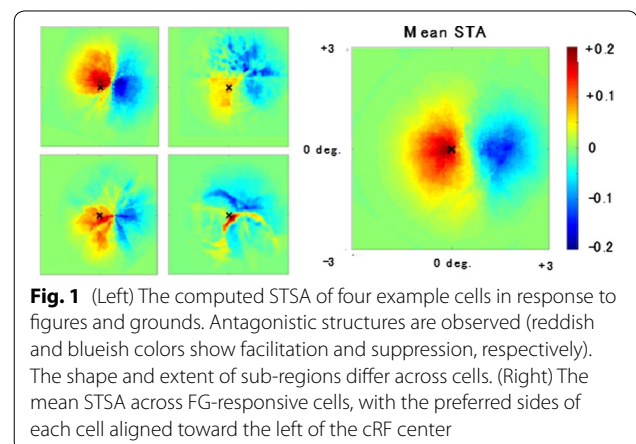 Mean STA
+3
0 deg.
-3
0 deg.
+3
+0.2
+0.1
0
-0.1
-0.2
Fig. 1 (Left) The computed STSA of four example cells in response to
figures and grounds. Antagonistic structures are observed (reddish
and blueish colors show facilitation and suppression, respectively).
The shape and extent of sub-regions differ across cells. (Right) The
mean STSA across FG-responsive cells, with the preferred sides of
each cell aligned toward the left of the cRF center